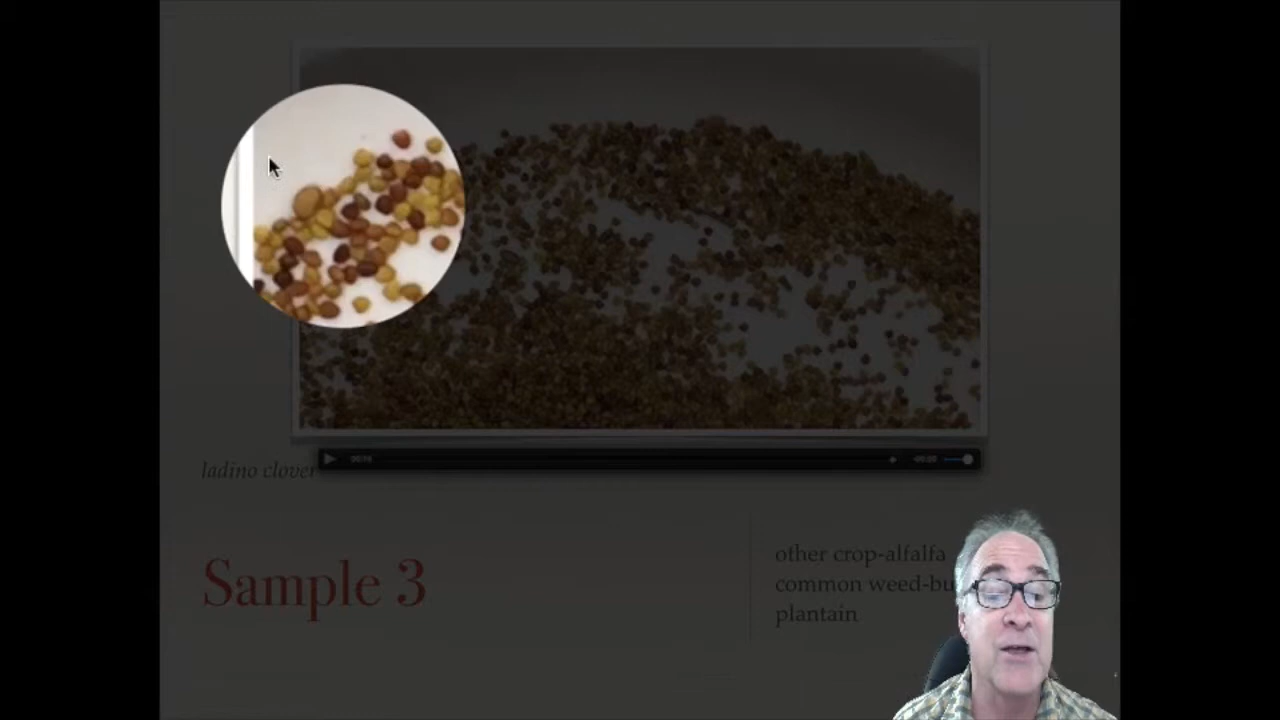 ladino clover
Sample 3
other crop-alfalfa
common weed-bu
plantain